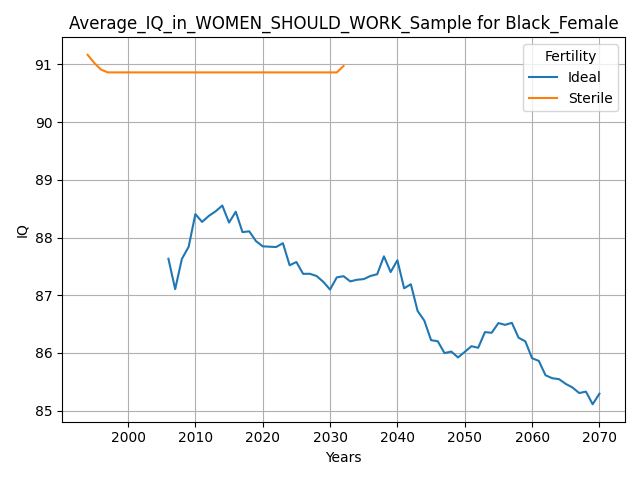 Average_IQ_in_WOMEN_SHOULD_WORK_Sample for Black_Female
Fertility
Ideal
Sterile
IQ
91
90
89
88
87
86
85
2000 2010 2020 2030 2040 2050 2060 2070
Years